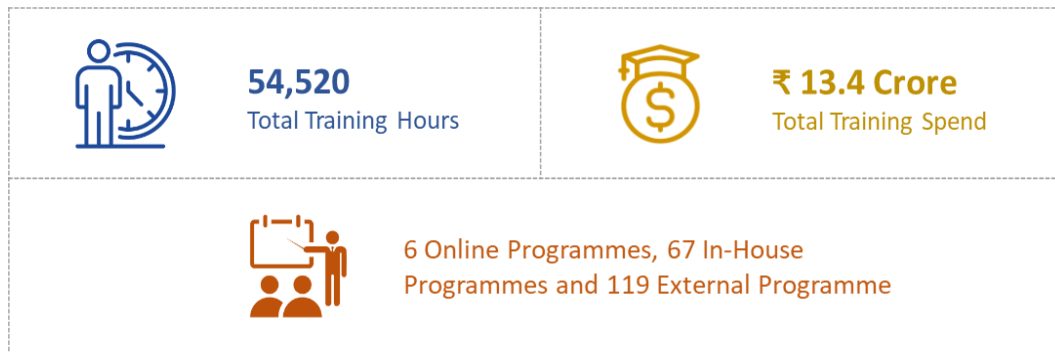 54,520
Total Training Hours
₹ 13.4 Crore
Total Training Spend
$
6 Online Programmes, 67 In-House
Programmes and 119 External Programme